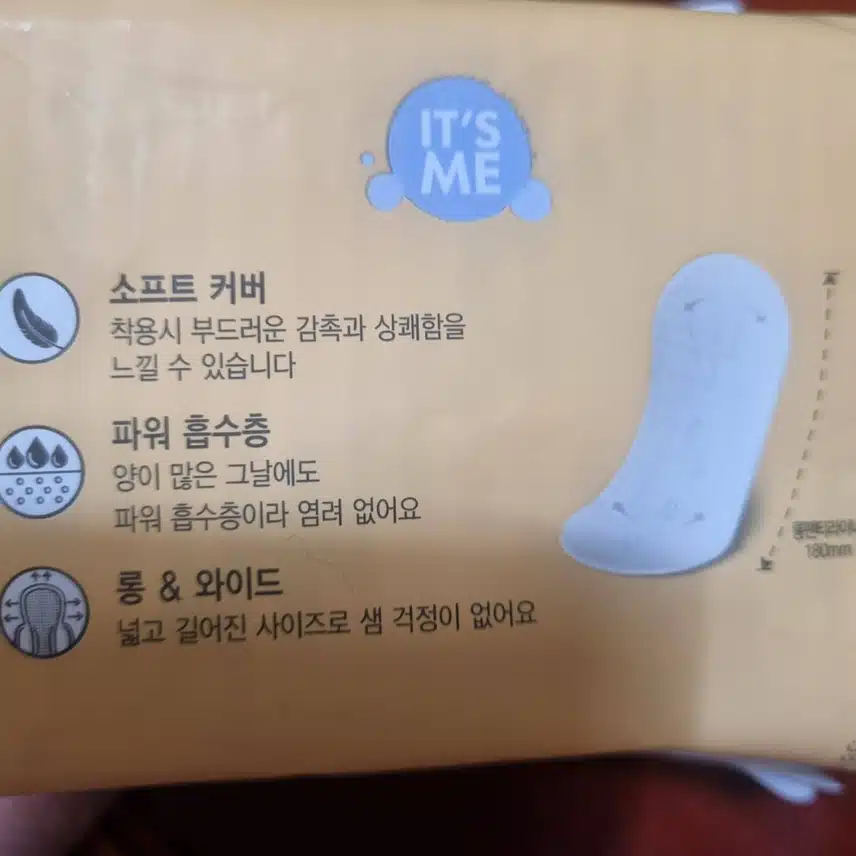 IT'S
ME
소프트 커버
착용시 부드러운 감촉과 상쾌함을
느낄 수 있습니다
파워 흡수층
양이 많은 그날에도
파워 흡수층이라 염려 없어요
롱 & 와이드
넓고 길어진 사이즈로 샘 걱정이 없어요
180mm